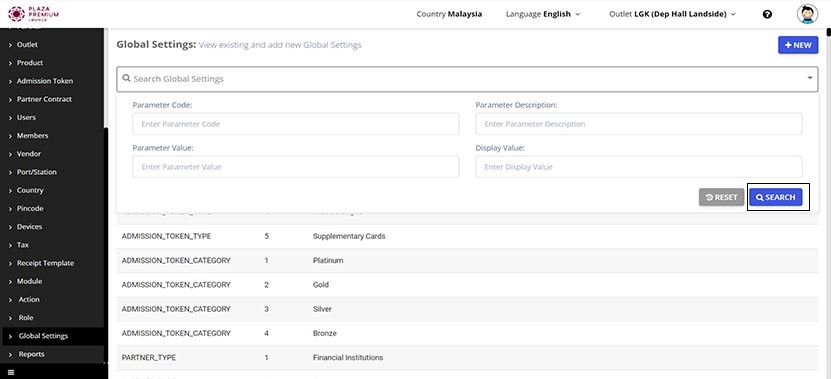 PLAZA
PREMIUM
LOUNGE
Country Malaysia
Language English
Outlet LGK (Dep Hall Landside)
Outlet
Product
Admission Token
Partner Contract
Users
Members
Vendor
Port/Station
Country
Pincode
Devices
Tax
Receipt Template
Module
Action
Role
Global Settings
Reports
Global Settings: View existing and add new Global Settings
+ NEW
Search Global Settings
Parameter Code: Parameter Description:
Enter Parameter Code Enter Parameter Description
Parameter Value: Display Value:
Enter Parameter Value Enter Display Value
RESET SEARCH
ADMISSION_TOKEN_TYPE 5 Supplementary Cards
ADMISSION_TOKEN_CATEGORY 1 Platinum
ADMISSION_TOKEN_CATEGORY 2 Gold
ADMISSION_TOKEN_CATEGORY 3 Silver
ADMISSION_TOKEN_CATEGORY 4 Bronze
PARTNER_TYPE 1 Financial Institutions